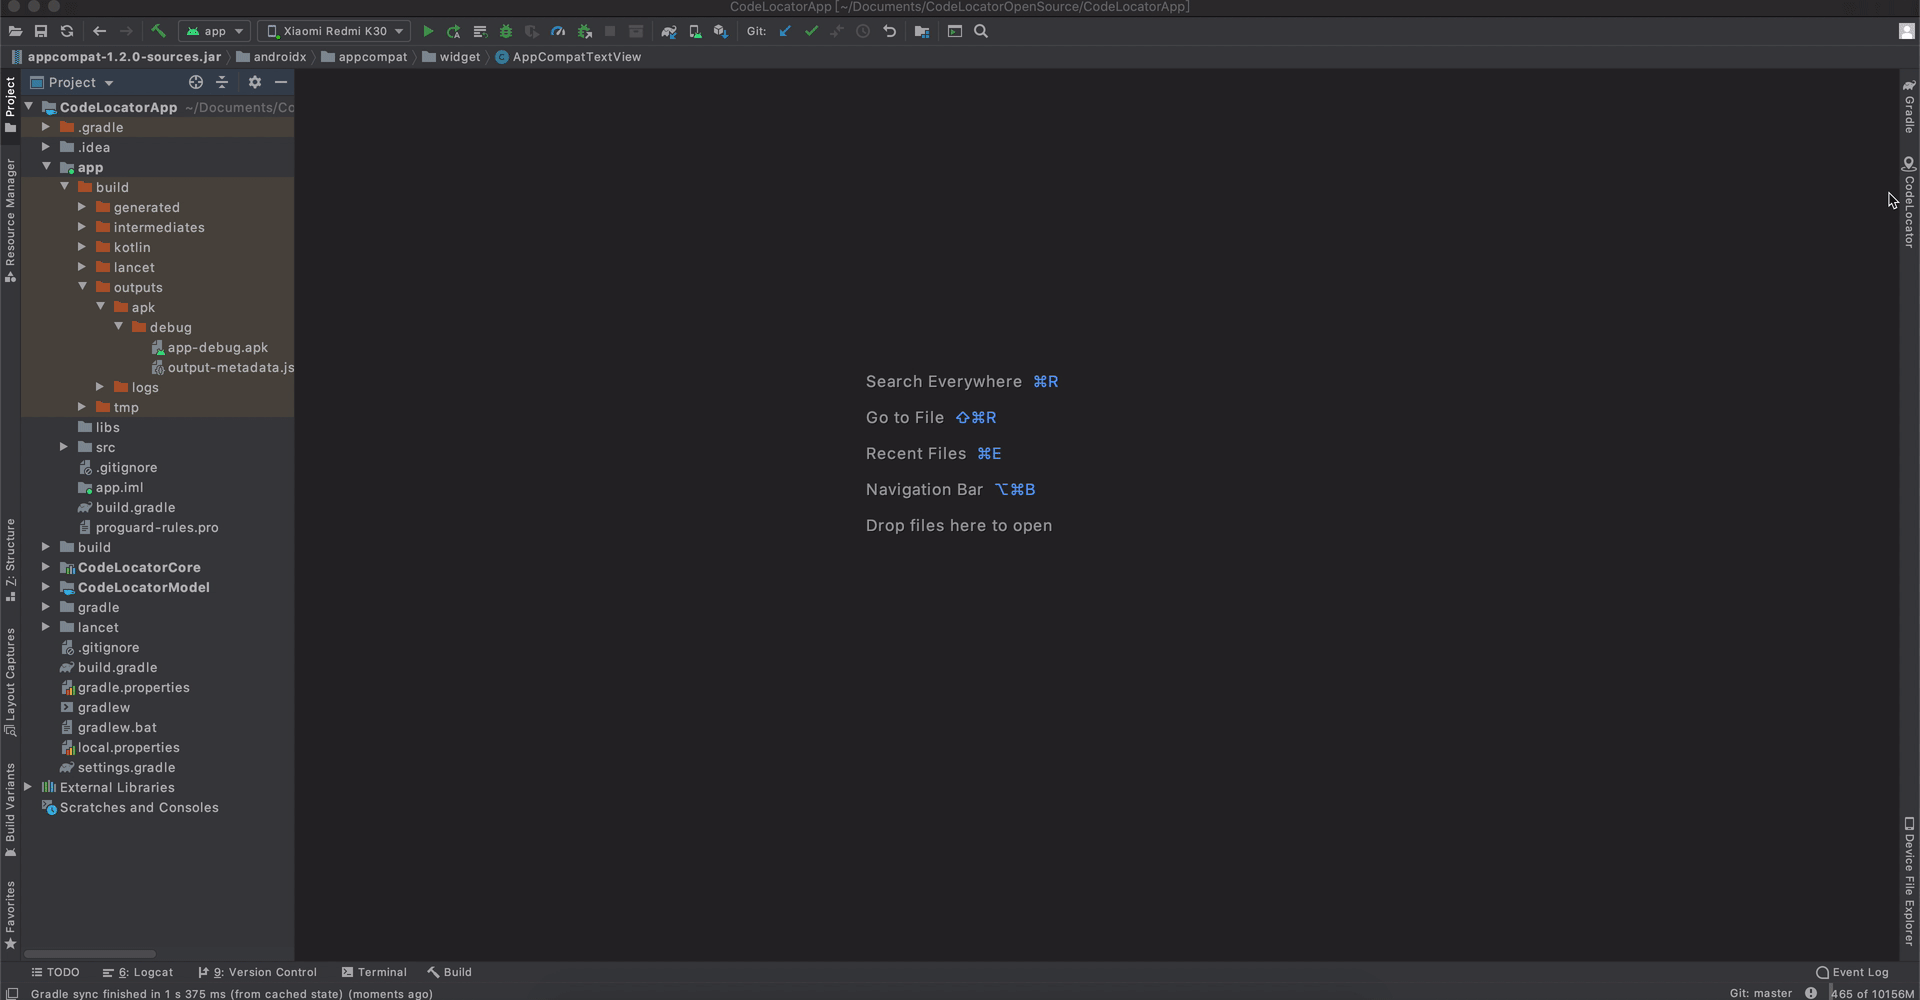 CodeLocatorApp [~/Documents/CodeLocatorOpenSource/CodeLocatorApp]
app
Xiaomi Redmi K30
Git:
appcompat-1.2.0-sources.jar
androidx
appcompat
widget
AppCompatTextView
Project
CodeLocatorApp ~/Documents/Co
.gradle
.idea
app
build
generated
intermediates
kotlin
lancet
outputs
apk
debug
app-debug.apk
output-metadata.js
logs
tmp
libs
src
.gitignore
app.iml
build.gradle
proguard-rules.pro
build
CodeLocatorCore
CodeLocatorModel
gradle
lancet
.gitignore
build.gradle
gradle.properties
gradlew
gradlew.bat
local.properties
settings.gradle
External Libraries
Scratches and Consoles
Project
Resource Manager
Z: Structure
Layout Captures
Build Variants
Favorites
Search Everywhere ⌘R
Go to File ⇧⌘R
Recent Files ⌘E
Navigation Bar ⌥⌘B
Drop files here to open
Gradle
CodeLocator
Device File Explorer
TODO
6: Logcat
9: Version Control
Terminal
Build
Event Log
Gradle sync finished in 1 s 375 ms (from cached state) (moments ago)
Git: master
465 of 10156M